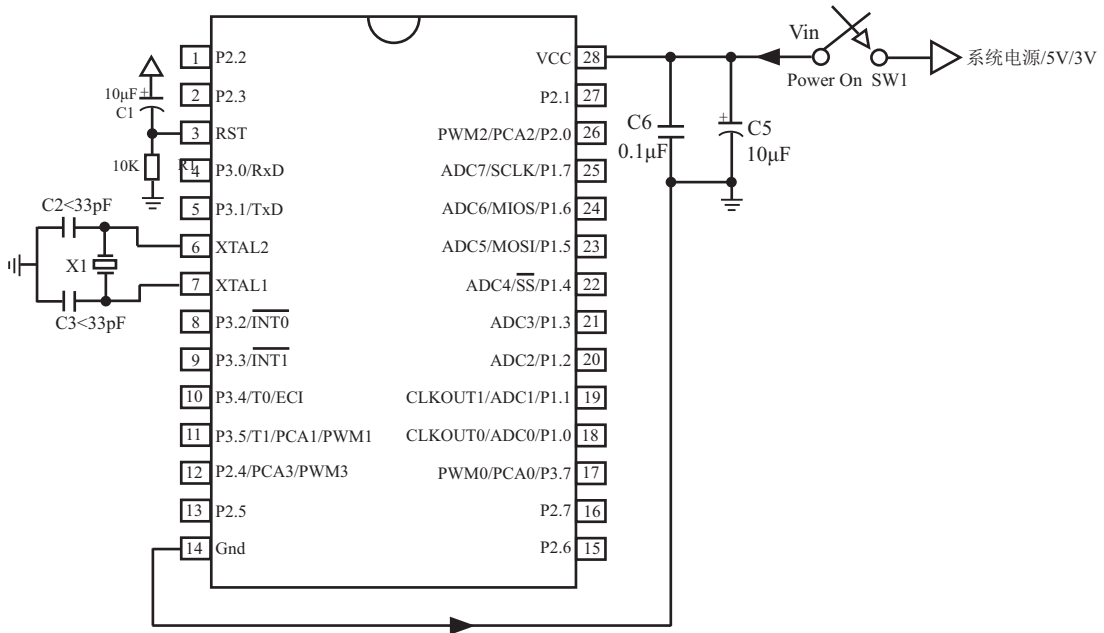 1 P2.2
2 P2.3
3 RST
4 P3.0/RxD
5 P3.1/TxD
6 XTAL2
7 XTAL1
8 P3.2/INT0
9 P3.3/INT1
10 P3.4/T0/ECI
11 P3.5/T1/PCA1/PWM1
12 P2.4/PCA3/PWM3
13 P2.5
14 Gnd
VCC 28
P2.1 27
PWM2/PCA2/P2.0 26
ADC7/SCLK/P1.7 25
ADC6/MIOS/P1.6 24
ADC5/MOSI/P1.5 23
ADC4/SS/P1.4 22
ADC3/P1.3 21
ADC2/P1.2 20
CLKOUT1/ADC1/P1.1 19
CLKOUT0/ADC0/P1.0 18
PWM0/PCA0/P3.7 17
P2.7 16
P2.6 15
10μF +
C1
10K R1
C2<33pF
X1
C3<33pF
Vin
Power On SW1
系统电源/5V/3V
C6
0.1μF
+ C5
10μF